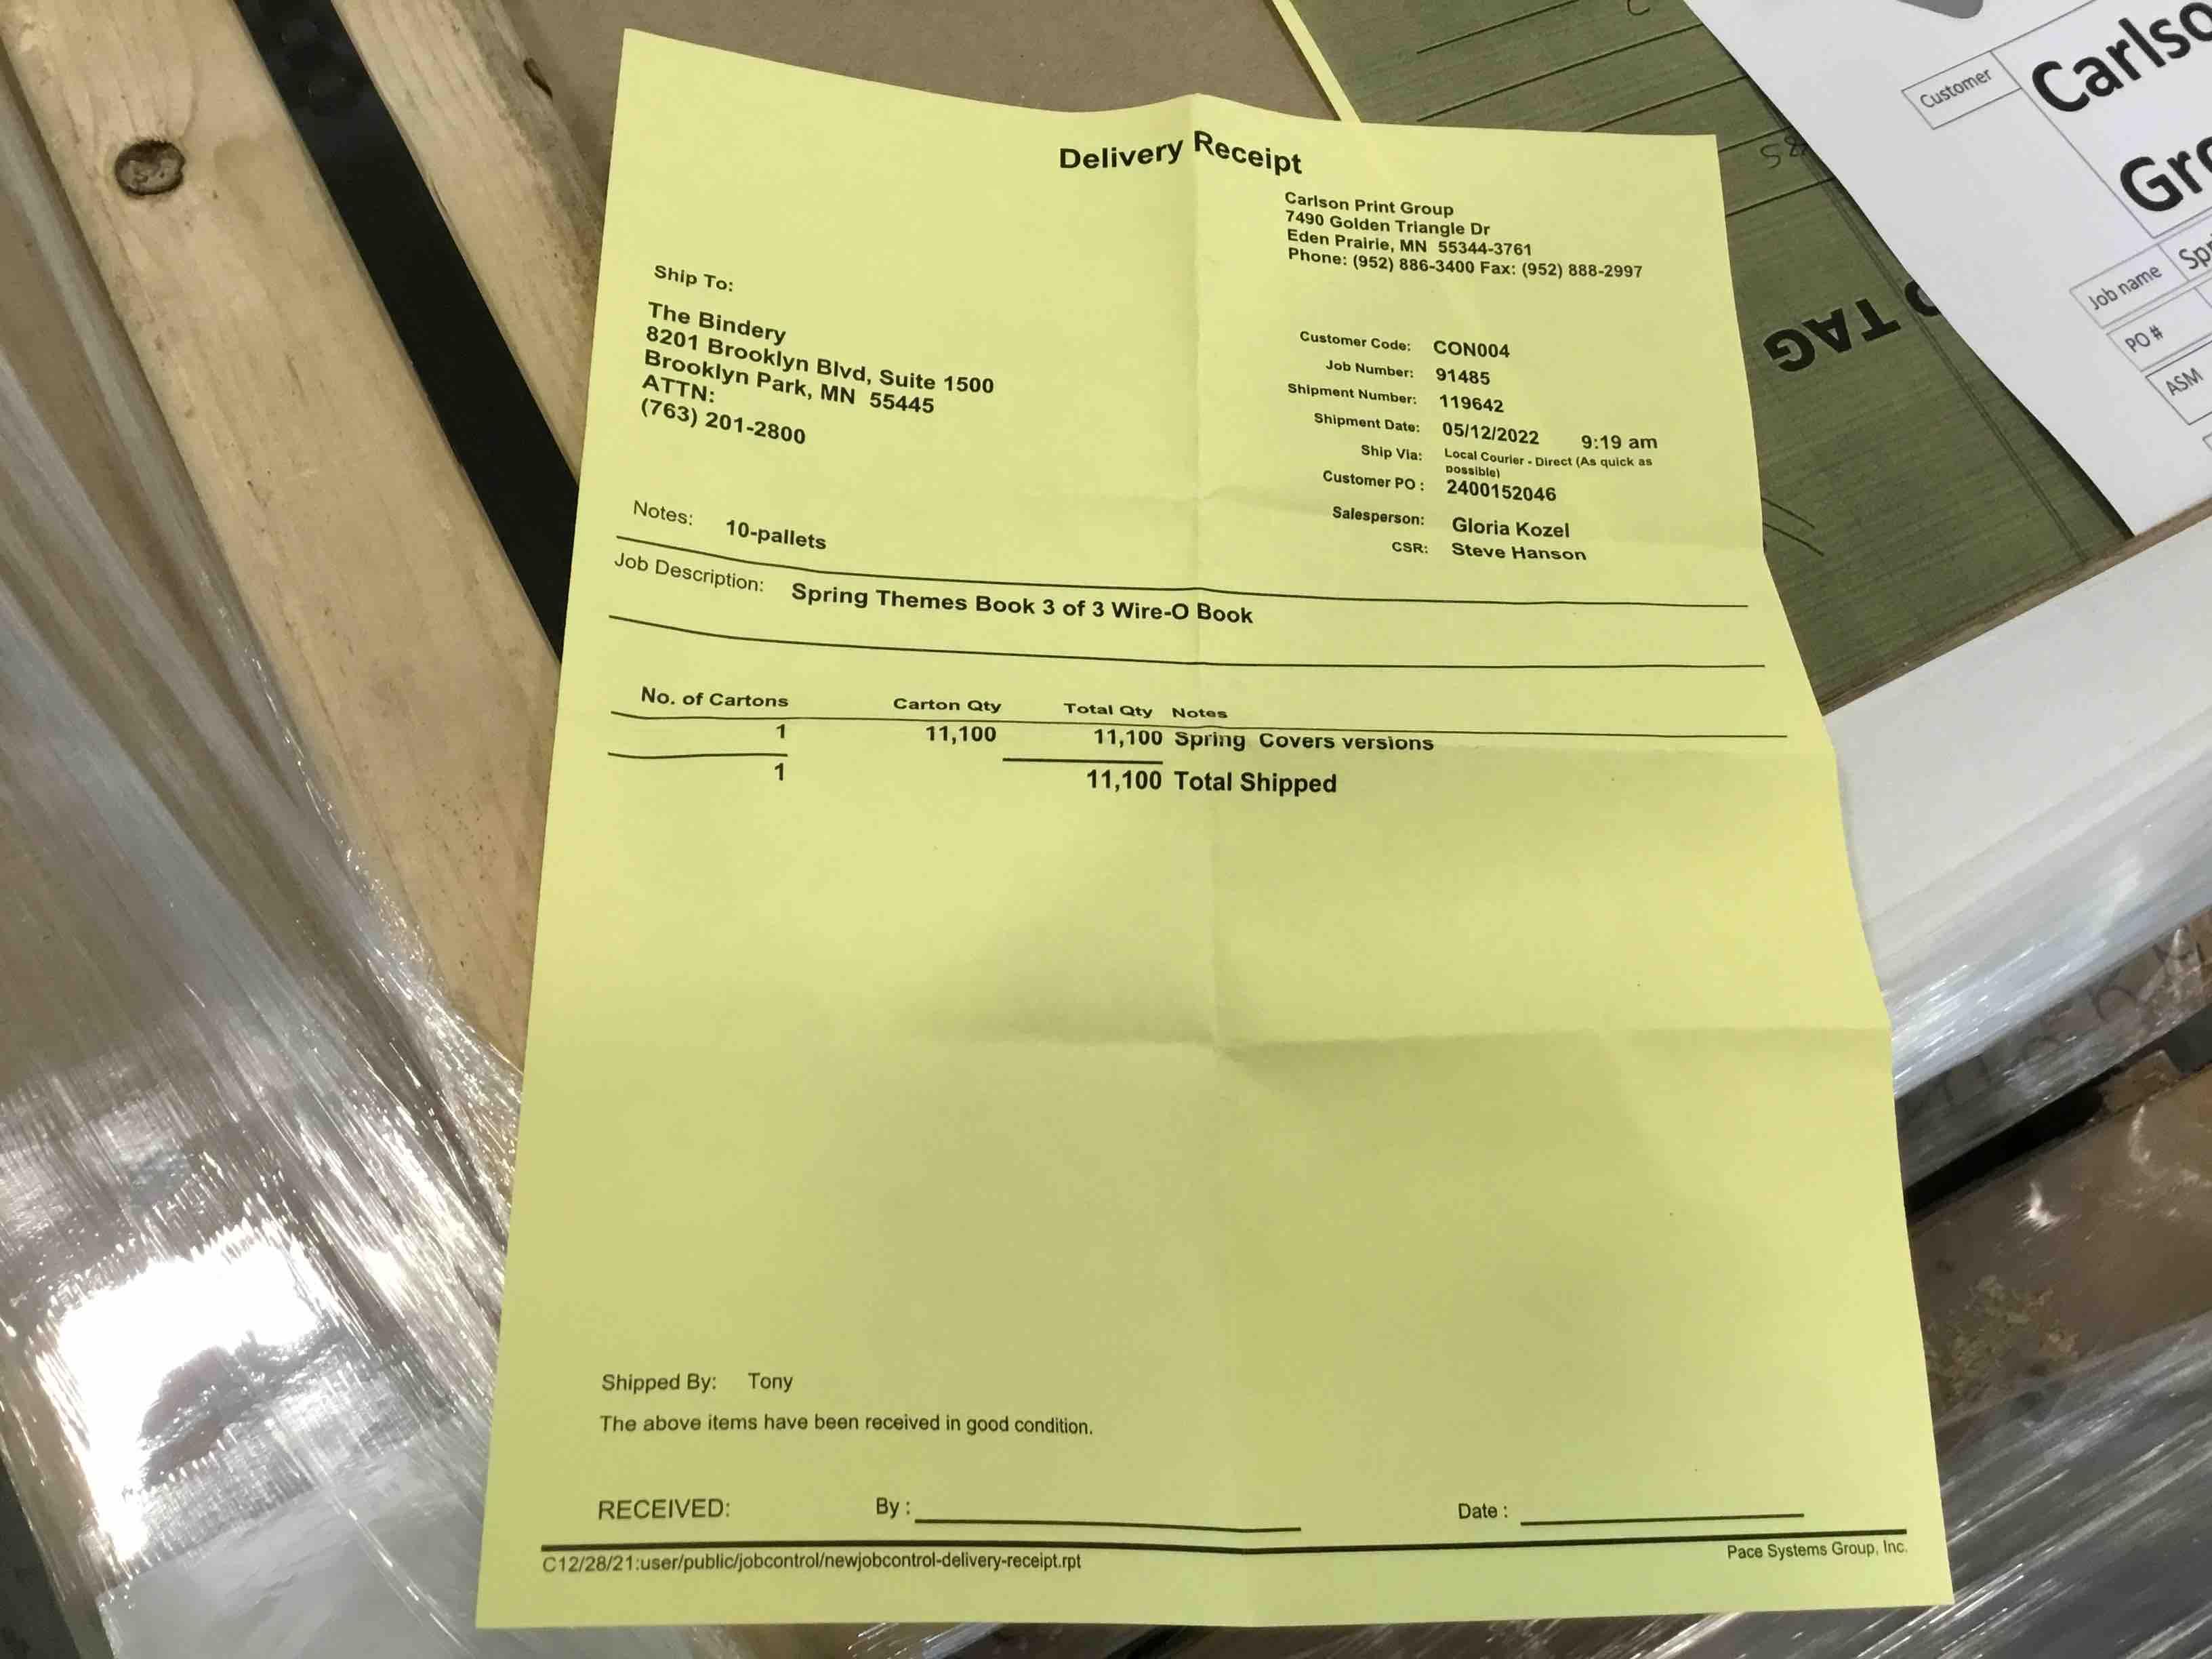 Delivery Receipt
Carlson Print Group
7490 Golden Triangle Dr
Eden Prairie, MN 55344-3761
Phone: (952) 886-3400 Fax: (952) 888-2997
Ship To:
The Bindery
8201 Brooklyn Blvd, Suite 1500
Brooklyn Park, MN 55445
ATTN:
(763) 201-2800
Customer Code: CON004
Job Number: 91485
Shipment Number: 119642
Shipment Date: 05/12/2022 9:19 am
Ship Via: Local Courier - Direct (As quick as
possible)
Customer PO : 2400152046
Salesperson: Gloria Kozel
CSR: Steve Hanson
Notes: 10-pallets
Job Description: Spring Themes Book 3 of 3 Wire-O Book
No. of Cartons Carton Qty Total Qty Notes
1 11,100 11,100 Spring Covers versions
1 11,100 Total Shipped
Shipped By: Tony
The above items have been received in good condition.
RECEIVED: By : Date :
C12/28/21:user/public/jobcontrol/newjobcontrol-delivery-receipt.rpt Pace Systems Group, Inc.
Customer
Carlso
Gro
Job name Spr
PO #
ASM
TAG